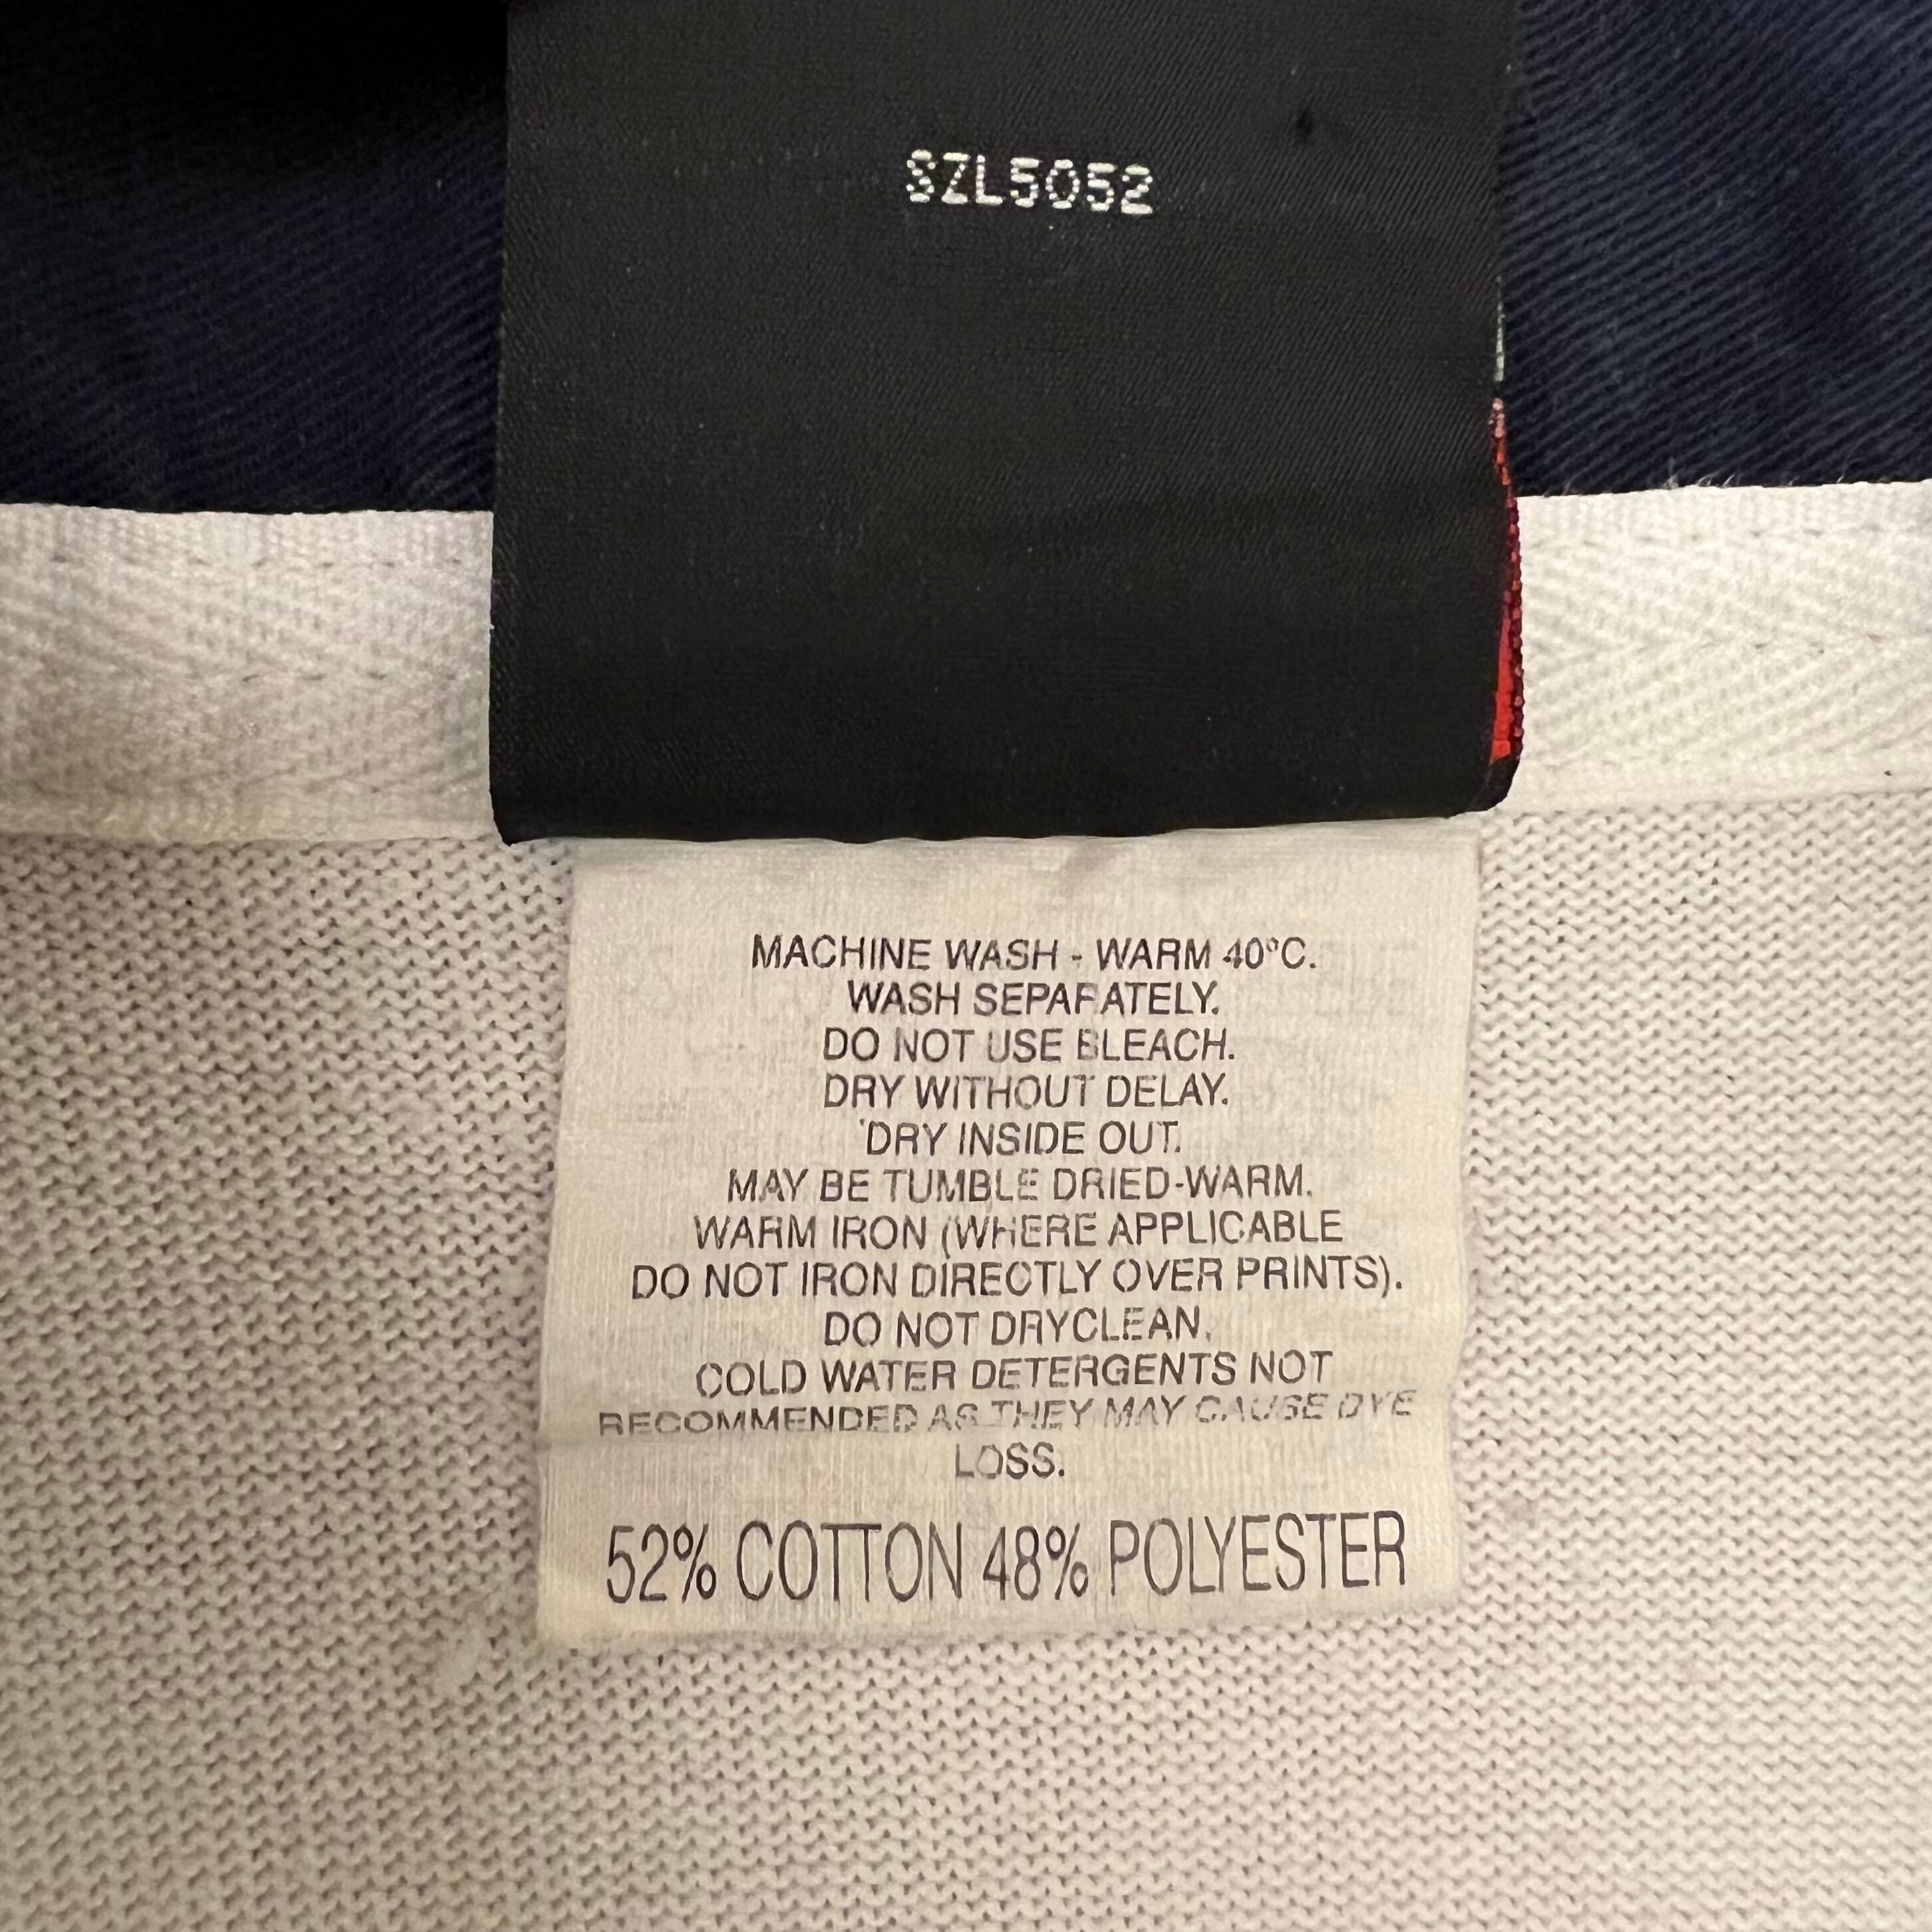 SZL5052
MACHINE WASH - WARM 40°C.
WASH SEPARATELY.
DO NOT USE BLEACH.
DRY WITHOUT DELAY.
DRY INSIDE OUT.
MAY BE TUMBLE DRIED-WARM.
WARM IRON (WHERE APPLICABLE
DO NOT IRON DIRECTLY OVER PRINTS).
DO NOT DRYCLEAN.
COLD WATER DETERGENTS NOT
RECOMMENDED AS THEY MAY CAUSE DYE
LOSS.
52% COTTON 48% POLYESTER